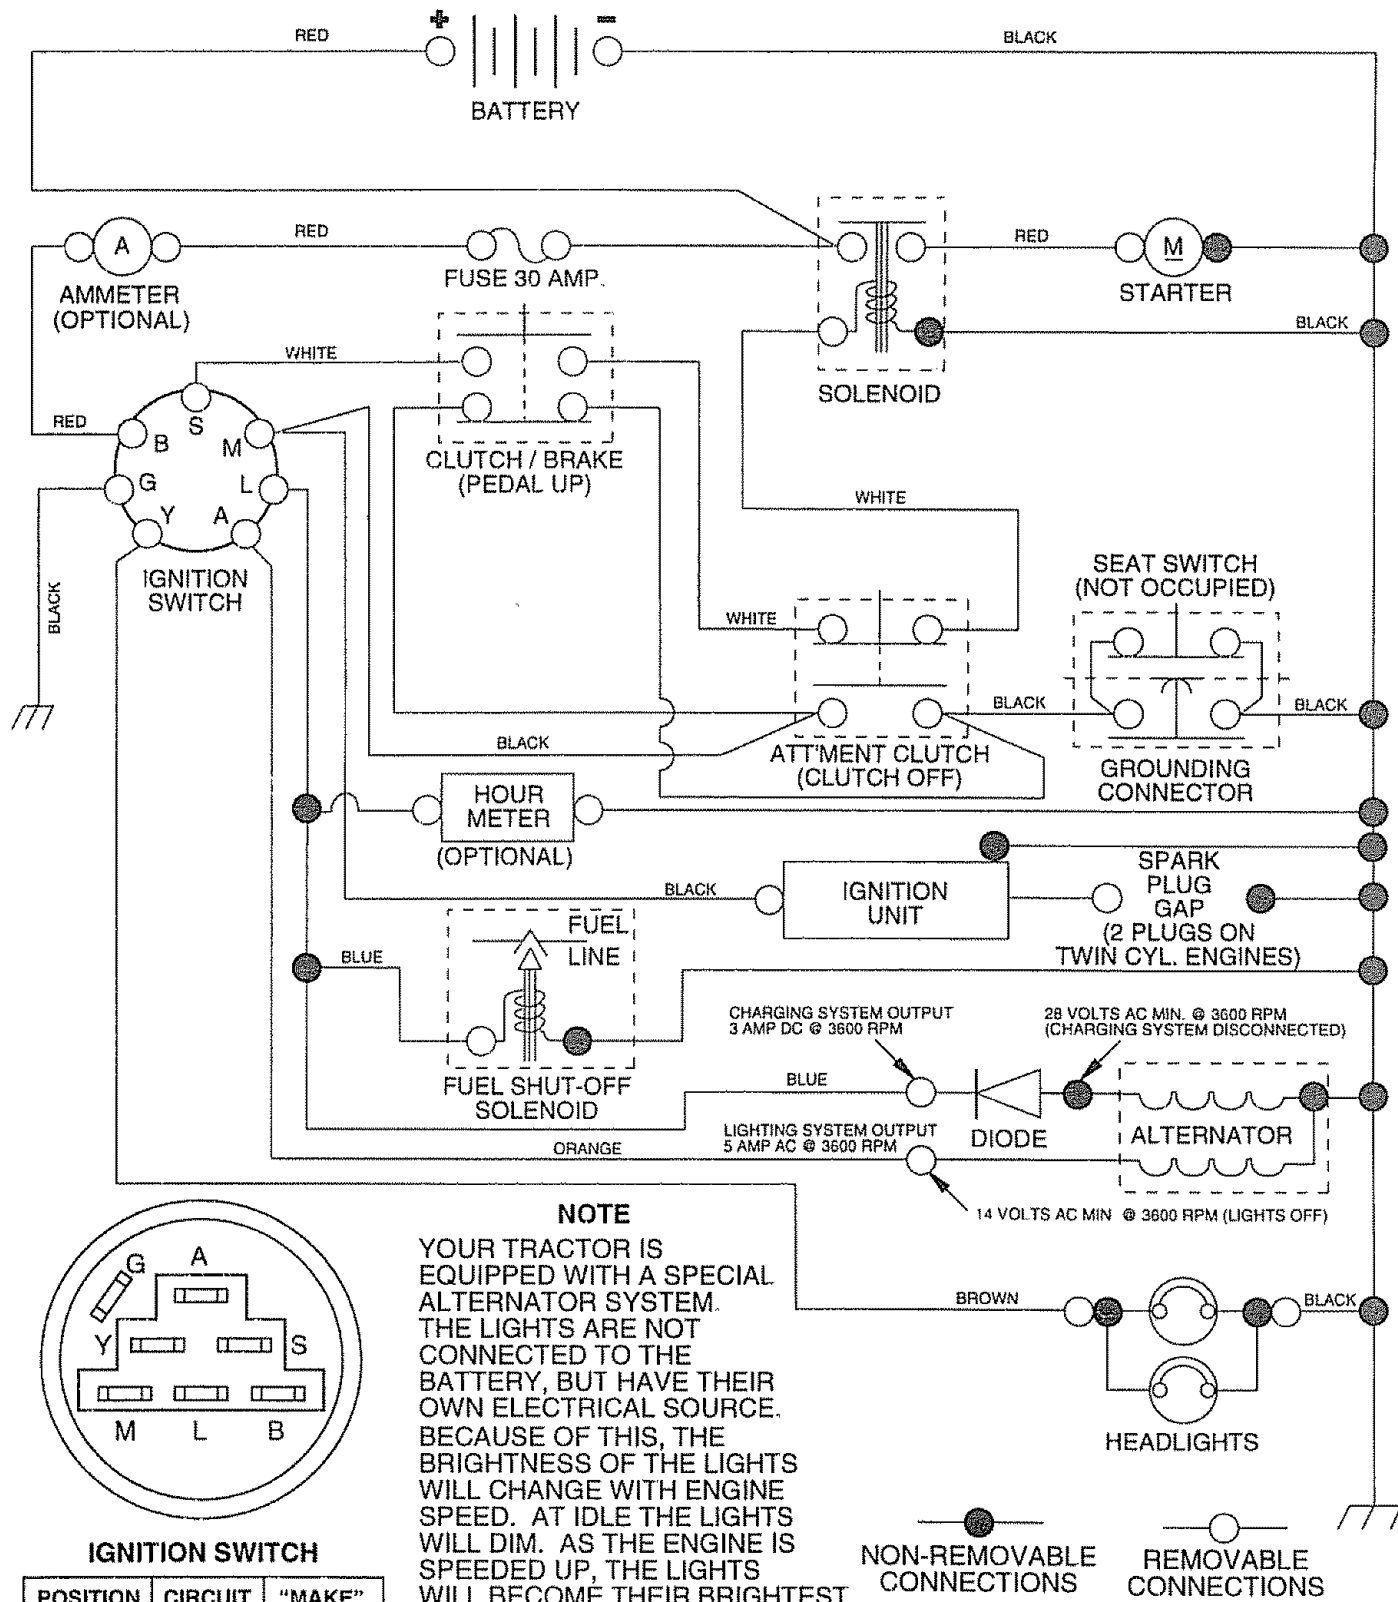 + -
RED
BLACK
BATTERY
A
RED
RED
M
AMMETER
(OPTIONAL)
FUSE 30 AMP.
STARTER
BLACK
WHITE
SOLENOID
RED
S
B
M
G
L
Y
A
CLUTCH / BRAKE
(PEDAL UP)
WHITE
IGNITION
SWITCH
BLACK
SEAT SWITCH
(NOT OCCUPIED)
WHITE
BLACK
BLACK
BLACK
ATT'MENT CLUTCH
(CLUTCH OFF)
GROUNDING
CONNECTOR
HOUR
METER
(OPTIONAL)
BLACK
IGNITION
UNIT
SPARK
PLUG
GAP
(2 PLUGS ON
TWIN CYL. ENGINES)
FUEL
LINE
BLUE
CHARGING SYSTEM OUTPUT
3 AMP DC @ 3600 RPM
28 VOLTS AC MIN. @ 3600 RPM
(CHARGING SYSTEM DISCONNECTED)
FUEL SHUT-OFF
SOLENOID
BLUE
DIODE
ALTERNATOR
LIGHTING SYSTEM OUTPUT
5 AMP AC @ 3600 RPM
ORANGE
14 VOLTS AC MIN @ 3600 RPM (LIGHTS OFF)
G
A
Y
S
M L B
NOTE
YOUR TRACTOR IS
EQUIPPED WITH A SPECIAL
ALTERNATOR SYSTEM.
THE LIGHTS ARE NOT
CONNECTED TO THE
BATTERY, BUT HAVE THEIR
OWN ELECTRICAL SOURCE.
BECAUSE OF THIS, THE
BRIGHTNESS OF THE LIGHTS
WILL CHANGE WITH ENGINE
SPEED. AT IDLE THE LIGHTS
WILL DIM. AS THE ENGINE IS
SPEEDED UP, THE LIGHTS
WILL BECOME THEIR BRIGHTEST
BROWN
BLACK
HEADLIGHTS
IGNITION SWITCH
POSITION CIRCUIT "MAKE"
NON-REMOVABLE
CONNECTIONS
REMOVABLE
CONNECTIONS